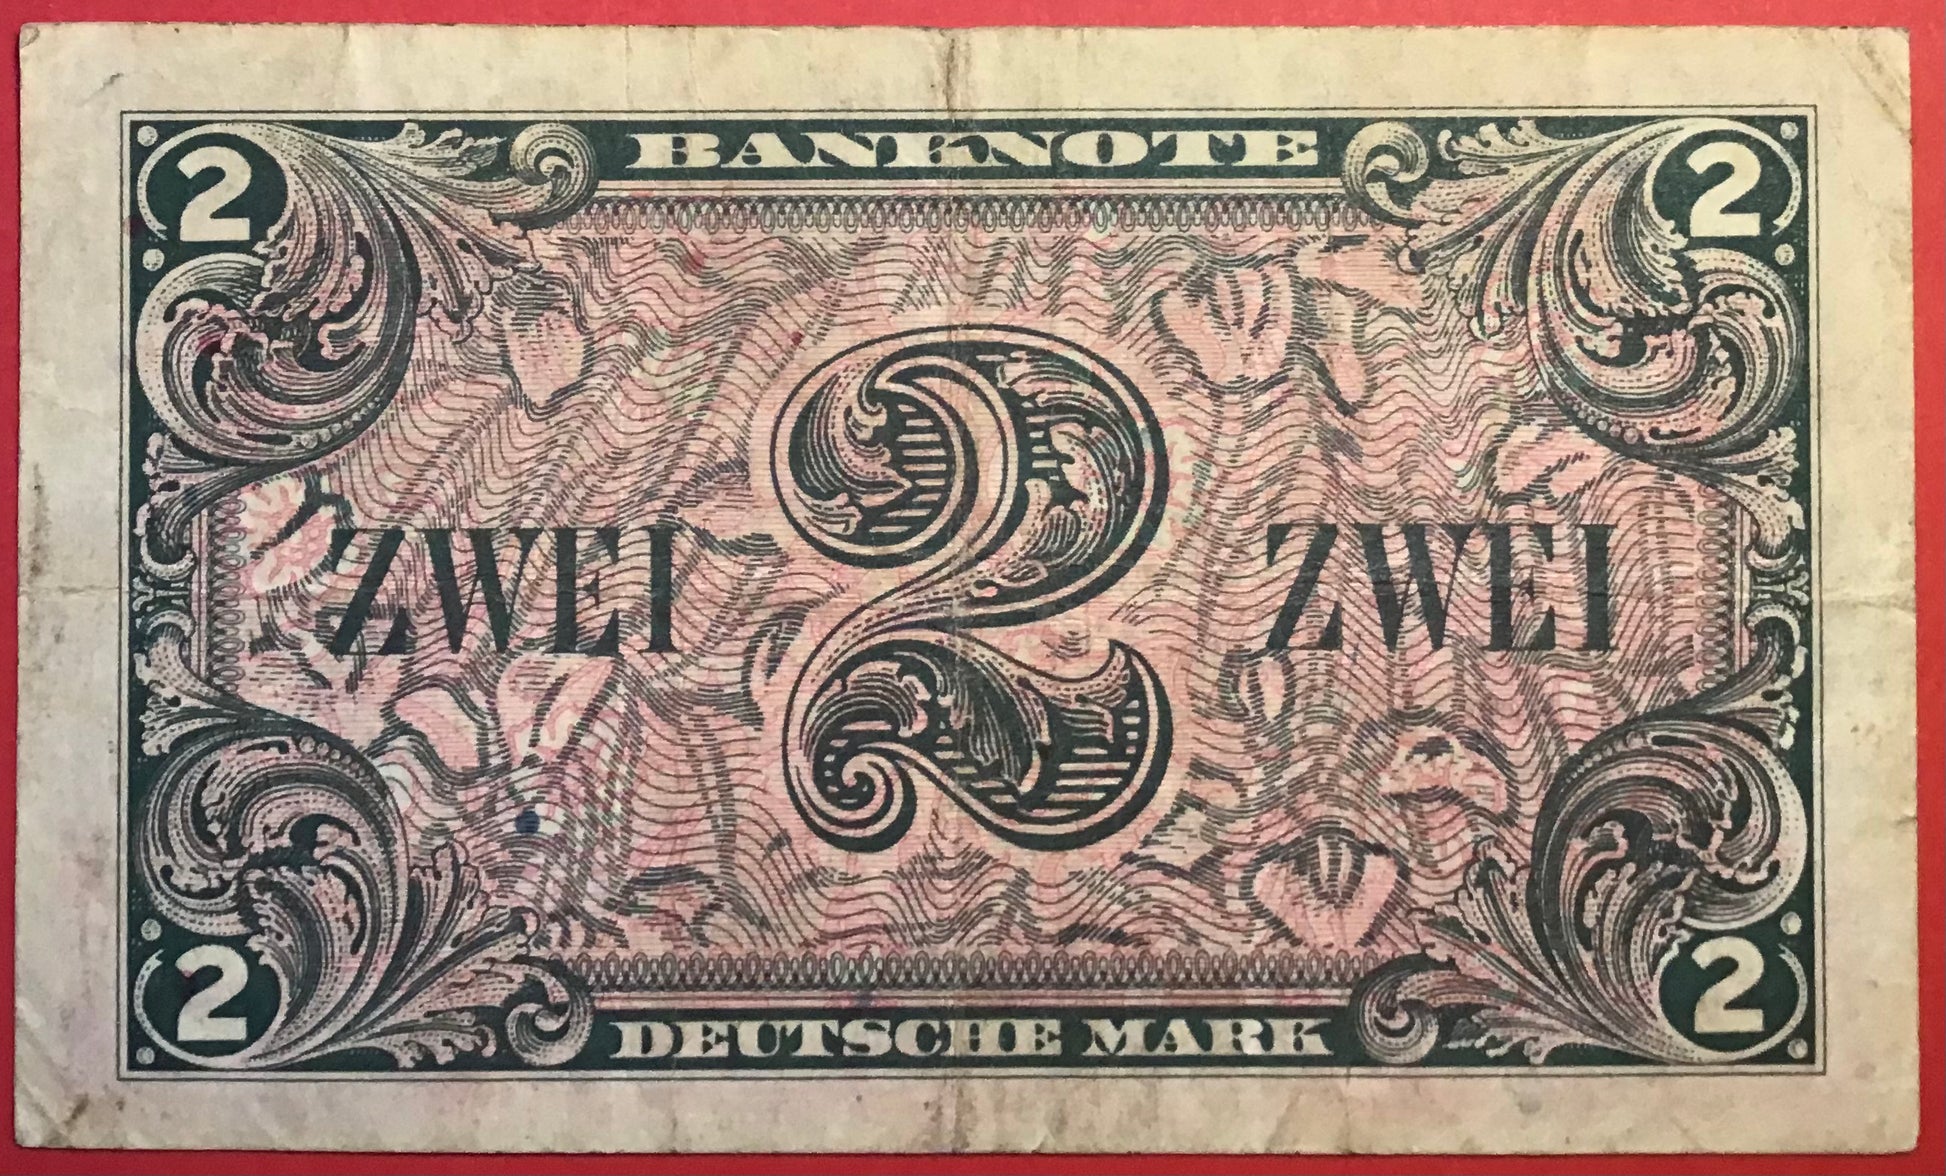 2 BANKNOTE 2
ZWEI 2 ZWEI
2 DEUTSCHE MARK 2